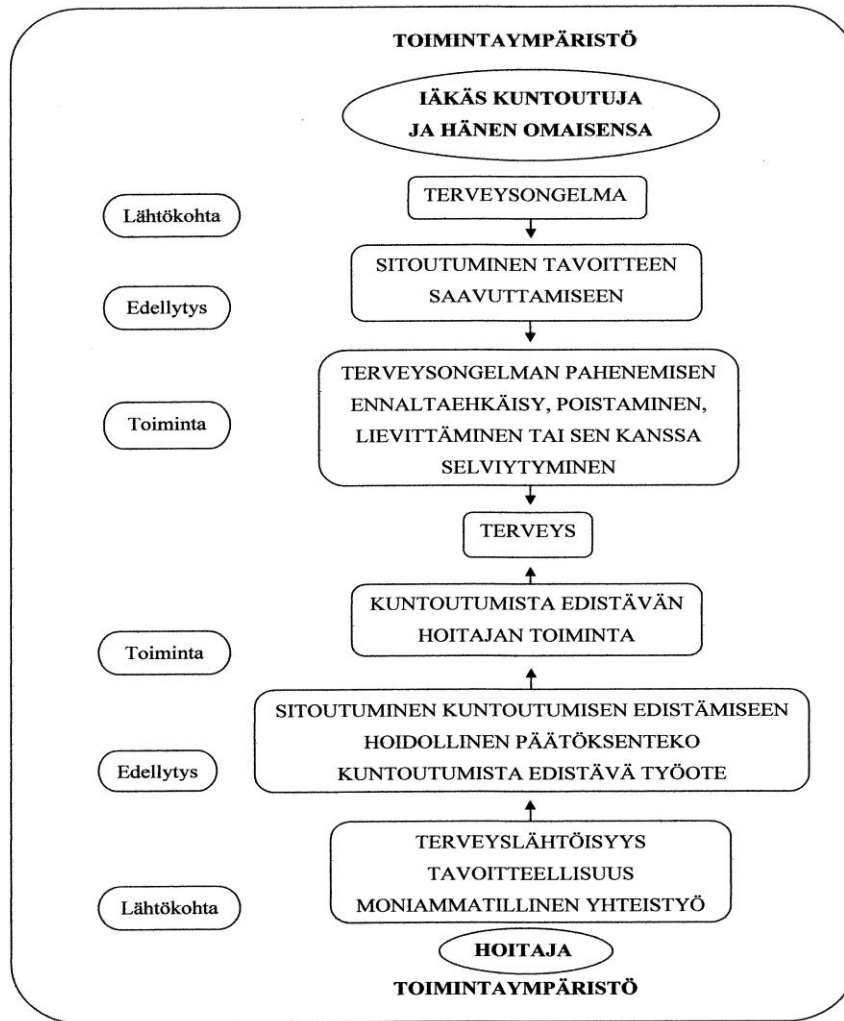 TOIMINTAYMPÄRISTÖ
IÄKÄS KUNTOUTUJA
JA HÄNEN OMAISENSA
Lähtökohta
TERVEYSONGELMA
Edellytys
SITOUTUMINEN TAVOITTEEN
SAAVUTTAMISEEN
Toiminta
TERVEYSONGELMAN PAHENEMISEN
ENNALTAEHKÄISY, POISTAMINEN,
LIEVITTÄMINEN TAI SEN KANSSA
SELVIYTYMINEN
TERVEYS
Toiminta
KUNTOUTUMISTA EDISTÄVÄN
HOITAJAN TOIMINTA
Edellytys
SITOUTUMINEN KUNTOUTUMISEN EDISTÄMISEEN
HOIDOLLINEN PÄÄTÖKSENTEKO
KUNTOUTUMISTA EDISTÄVÄ TYÖOTE
Lähtökohta
TERVEYSLÄHTÖISYYS
TAVOITTEELLISUUS
MONIAMMATILLINEN YHTEISTYÖ
HOITAJA
TOIMINTAYMPÄRISTÖ